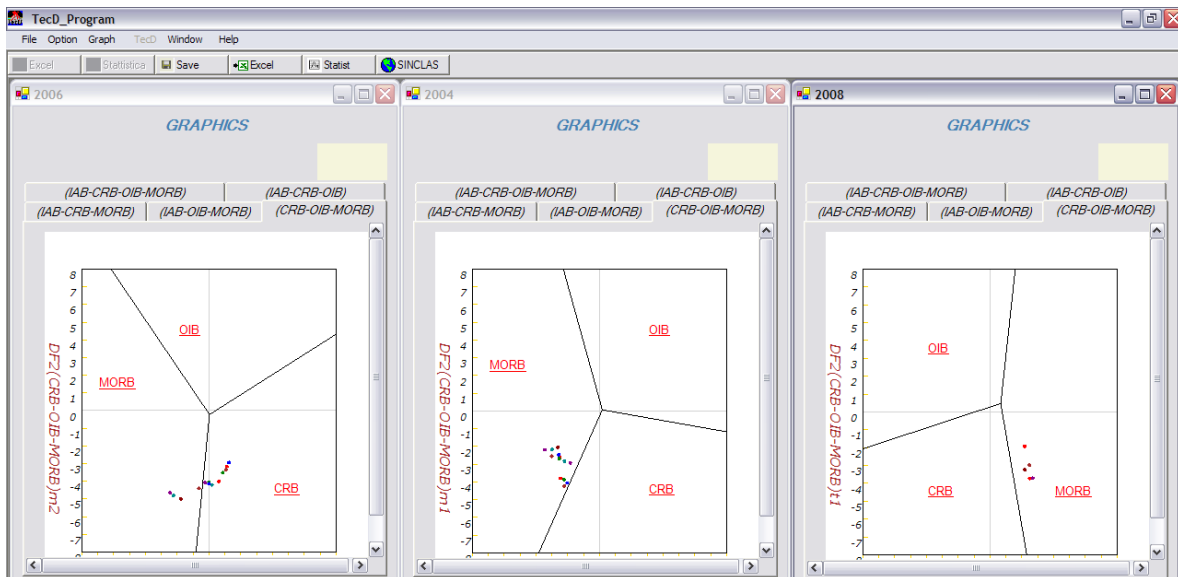 TecD_Program
File Option Graph TecD Window Help
Excel Stattistica Save Excel Statist SINCLAS
2006
GRAPHICS
(IAB-CRB-OIB-MORB) (IAB-CRB-OIB)
(IAB-CRB-MORB) (IAB-OIB-MORB) (CRB-OIB-MORB)
DF2(CRB-OIB-MORB)m2
8
7
6
5
4
3
2
1
0
-1
-2
-3
-4
-5
-6
-7
OIB
MORB
CRB
2004
GRAPHICS
(IAB-CRB-OIB-MORB) (IAB-CRB-OIB)
(IAB-CRB-MORB) (IAB-OIB-MORB) (CRB-OIB-MORB)
DF2(CRB-OIB-MORB)m1
8
7
6
5
4
3
2
1
0
-1
-2
-3
-4
-5
-6
-7
OIB
MORB
CRB
2008
GRAPHICS
(IAB-CRB-OIB-MORB) (IAB-CRB-OIB)
(IAB-CRB-MORB) (IAB-OIB-MORB) (CRB-OIB-MORB)
DF2(CRB-OIB-MORB)t1
8
7
6
5
4
3
2
1
0
-1
-2
-3
-4
-5
-6
-7
OIB
CRB MORB